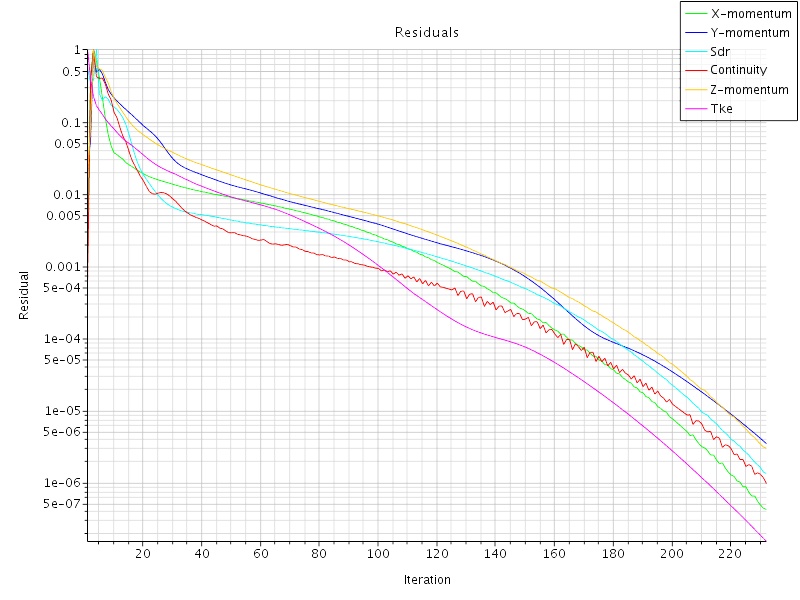 Residuals
X-momentum
Y-momentum
Sdr
Continuity
Z-momentum
Tke
1
0.5
0.1
0.05
0.01
0.005
0.001
5e-04
1e-04
5e-05
1e-05
5e-06
1e-06
5e-07
Residual
20 40 60 80 100 120 140 160 180 200 220
Iteration